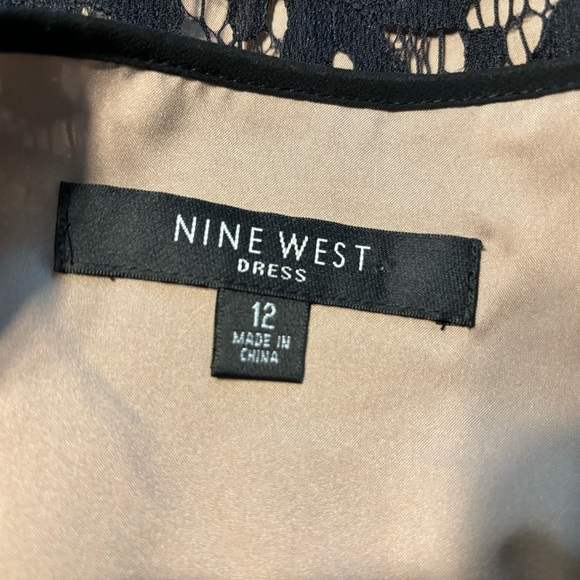 NINE WEST
DRESS
12
MADE IN
CHINA